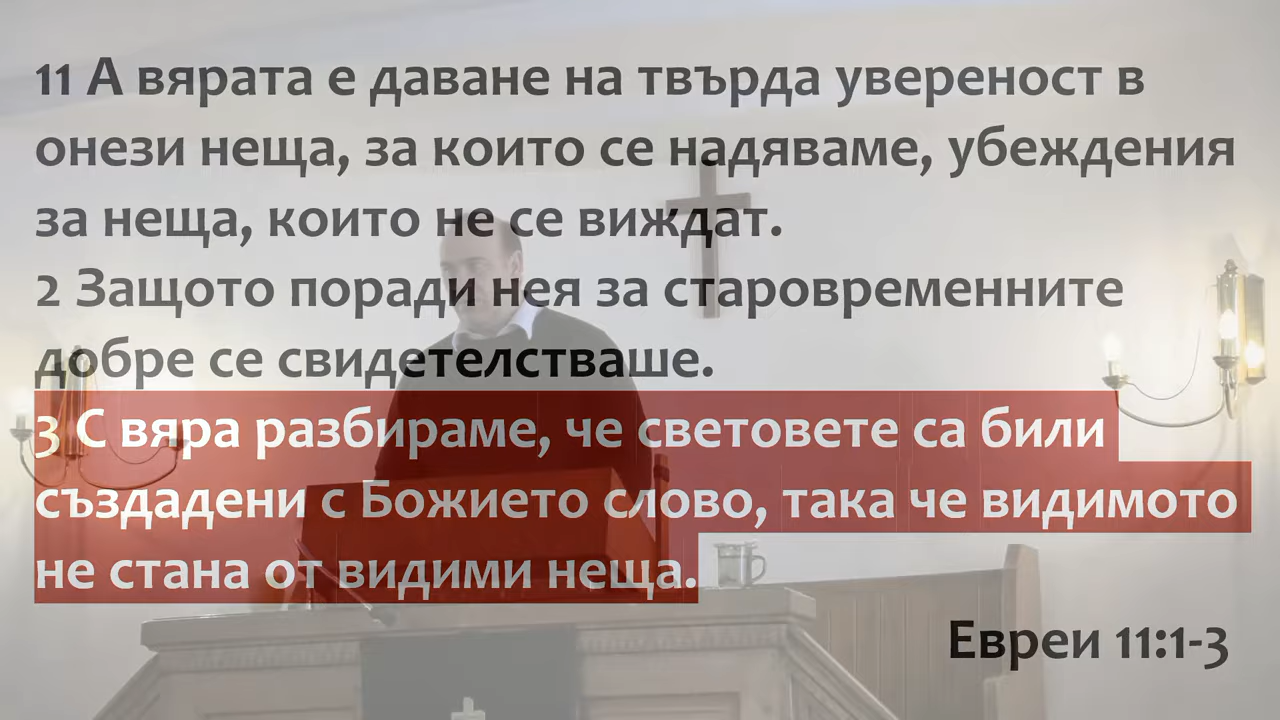 11 А вярата е даване на твърда увереност в
онези неща, за които се надяваме, убеждения
за неща, които не се виждат.
2 Защото поради нея за старовременните
добре се свидетелстваше.
3 С вяра разбираме, че световете са били
създадени с Божието слово, така че видимото
не стана от видими неща.
Евреи 11:1-3